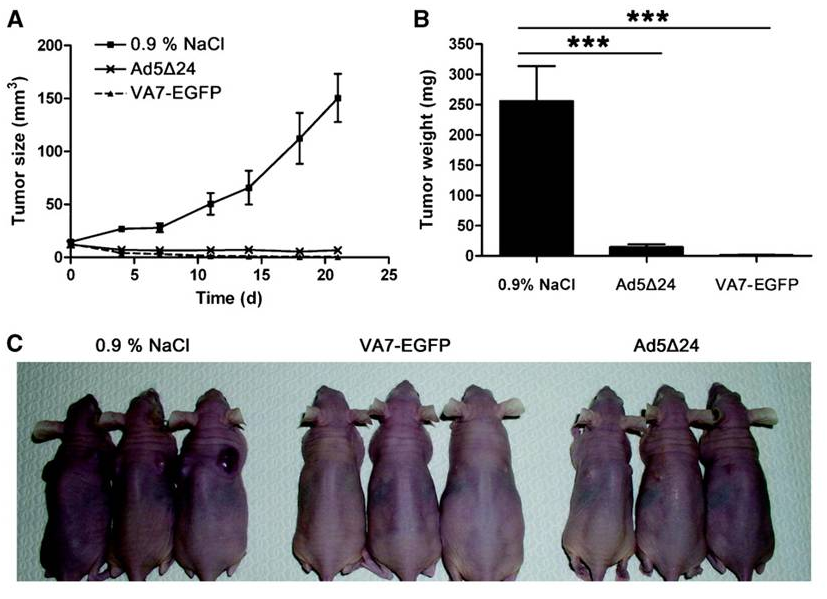 A
200
150
100
50
0
0 5 10 15 20 25
Tumor size (mm³)
Time (d)
0.9 % NaCl
Ad5Δ24
VA7-EGFP
B
***
***
350
300
250
200
150
100
50
0
Tumor weight (mg)
0.9% NaCl Ad5Δ24 VA7-EGFP
C
0.9 % NaCl VA7-EGFP Ad5Δ24